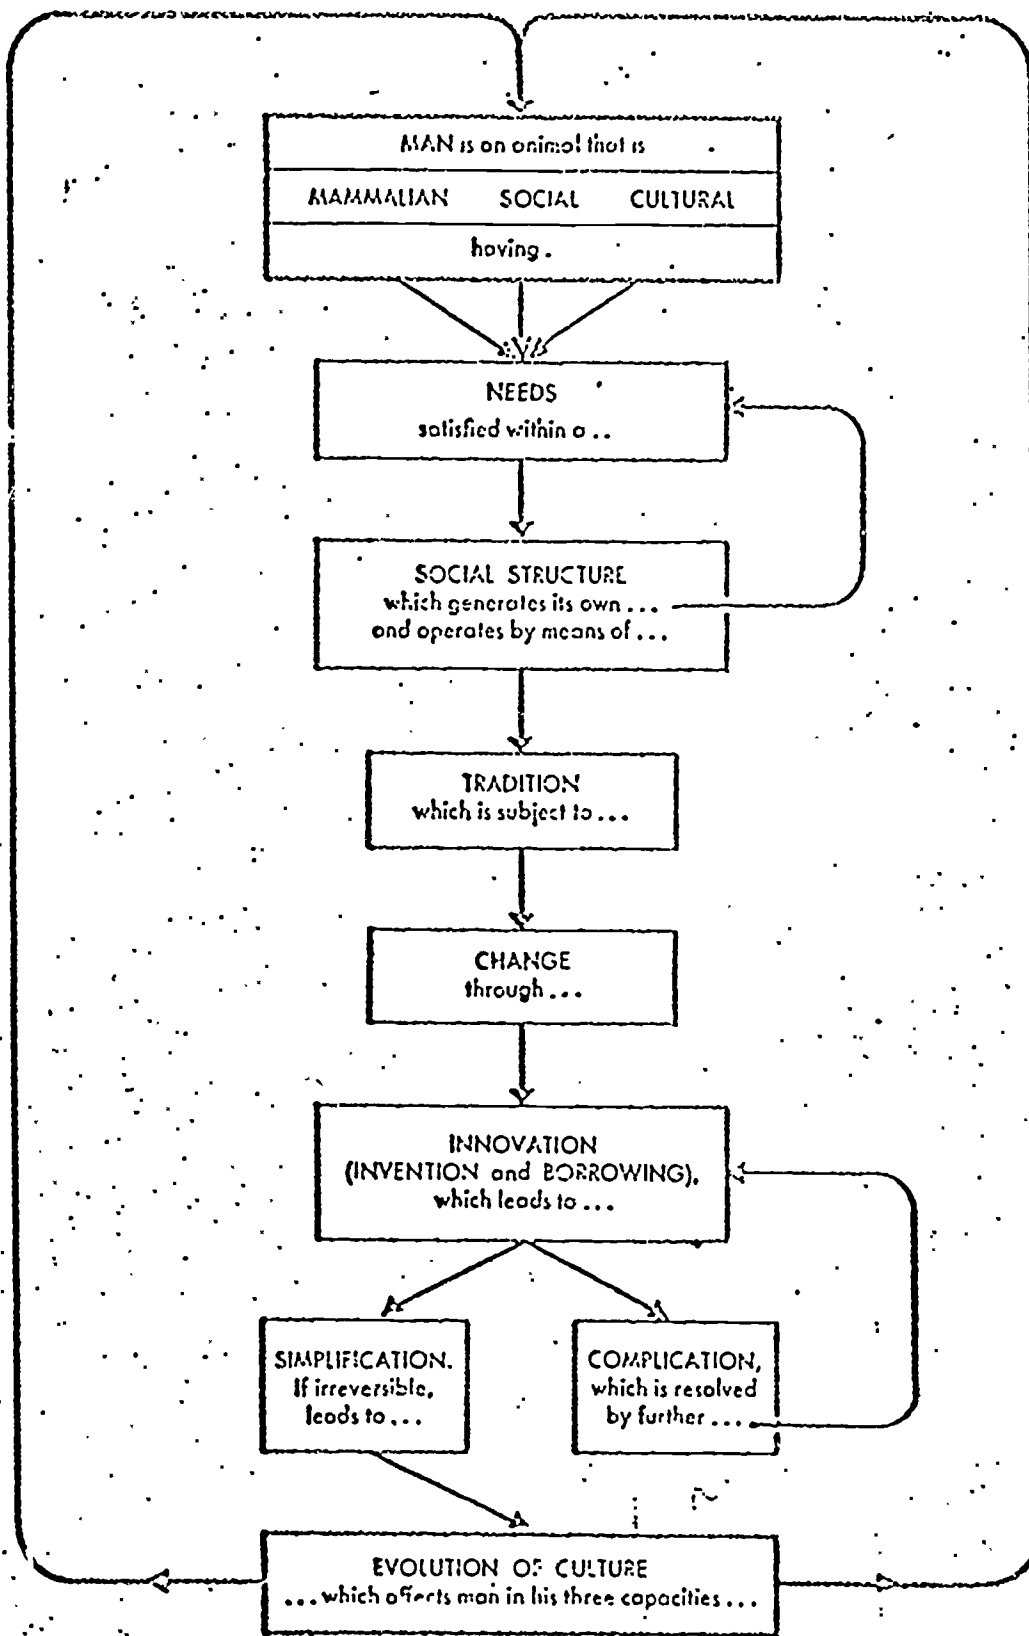 MAN is an animal that is
MAMMALIAN SOCIAL CULTURAL
having .
NEEDS
satisfied within a ..
SOCIAL STRUCTURE
which generates its own ...
and operates by means of ...
TRADITION
which is subject to ...
CHANGE
through ...
INNOVATION
(INVENTION and BORROWING),
which leads to ...
SIMPLIFICATION.
If irreversible,
leads to ...
COMPLICATION,
which is resolved
by further ....
EVOLUTION OF CULTURE
...which affects man in his three capacities ...